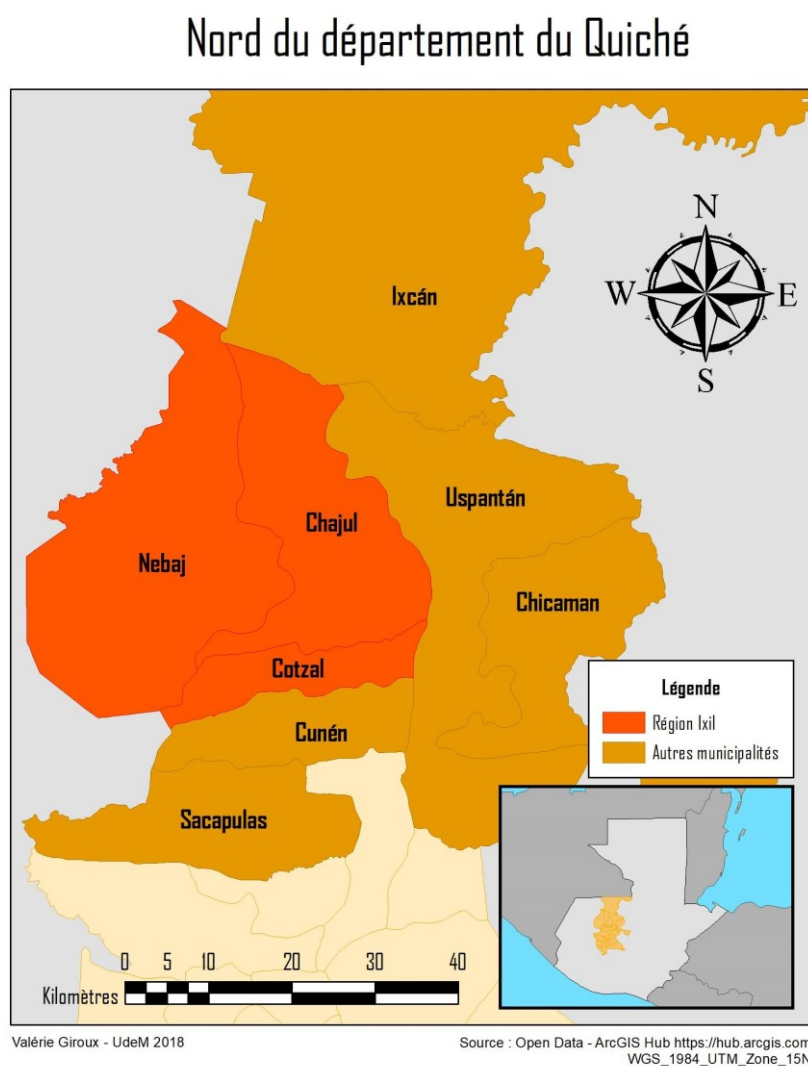 Nord du département du Quiché
N
W
E
S
Ixcán
Uspantán
Chajul
Nebaj
Chicaman
Cotzal
Cunén
Sacapulas
Légende
Région Ixil
Autres municipalités
0 5 10 20 30 40
Kilomètres
Valérie Giroux - UdeM 2018
Source : Open Data - ArcGIS Hub https://hub.arcgis.com
WGS_1984_UTM_Zone_15N